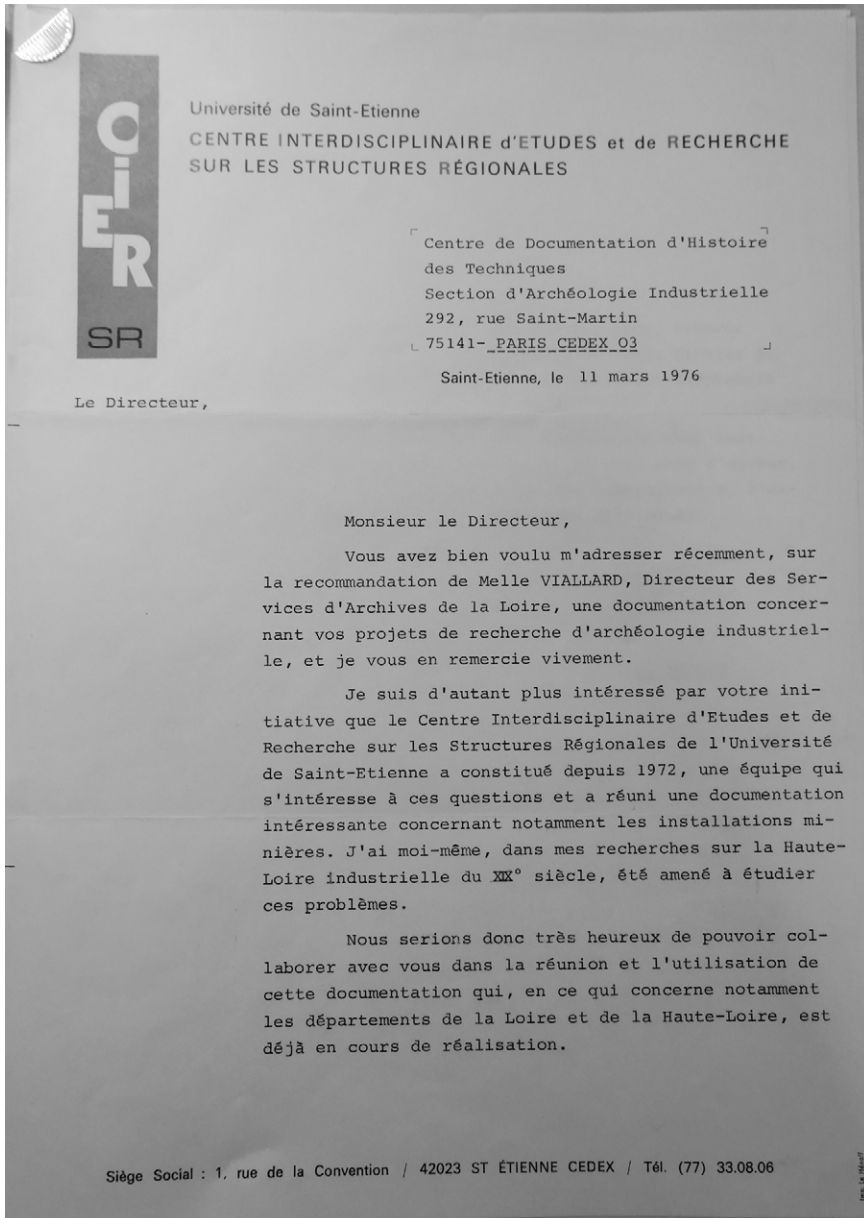 CIER
SR
Université de Saint-Etienne
CENTRE INTERDISCIPLINAIRE d'ETUDES et de RECHERCHE
SUR LES STRUCTURES RÉGIONALES
Centre de Documentation d'Histoire
des Techniques
Section d'Archéologie Industrielle
292, rue Saint-Martin
75141- PARIS CEDEX 03
Saint-Etienne, le 11 mars 1976
Le Directeur,
Monsieur le Directeur,
Vous avez bien voulu m'adresser récemment, sur
la recommandation de Melle VIALLARD, Directeur des Ser-
vices d'Archives de la Loire, une documentation concer-
nant vos projets de recherche d'archéologie industriel-
le, et je vous en remercie vivement.
Je suis d'autant plus intéressé par votre ini-
tiative que le Centre Interdisciplinaire d'Etudes et de
Recherche sur les Structures Régionales de l'Université
de Saint-Etienne a constitué depuis 1972, une équipe qui
s'intéresse à ces questions et a réuni une documentation
intéressante concernant notamment les installations mi-
nières. J'ai moi-même, dans mes recherches sur la Haute-
Loire industrielle du XIX° siècle, été amené à étudier
ces problèmes.
Nous serions donc très heureux de pouvoir col-
laborer avec vous dans la réunion et l'utilisation de
cette documentation qui, en ce qui concerne notamment
les départements de la Loire et de la Haute-Loire, est
déjà en cours de réalisation.
Siège Social : 1, rue de la Convention / 42023 ST ÉTIENNE CEDEX / Tél. (77) 33.08.06